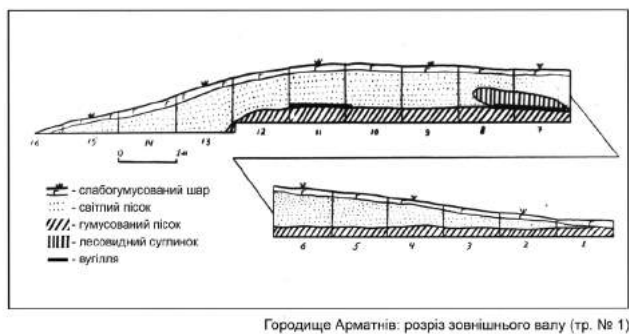 16 15 14 13 12 11 10 9 8 7
0 2м
- слабогумусований шар
- світлий пісок
- гумусований пісок
- лесовидний суглинок
- вугілля
6 5 4 3 2 1
Городище Арматнів: розріз зовнішнього валу (тр. № 1)